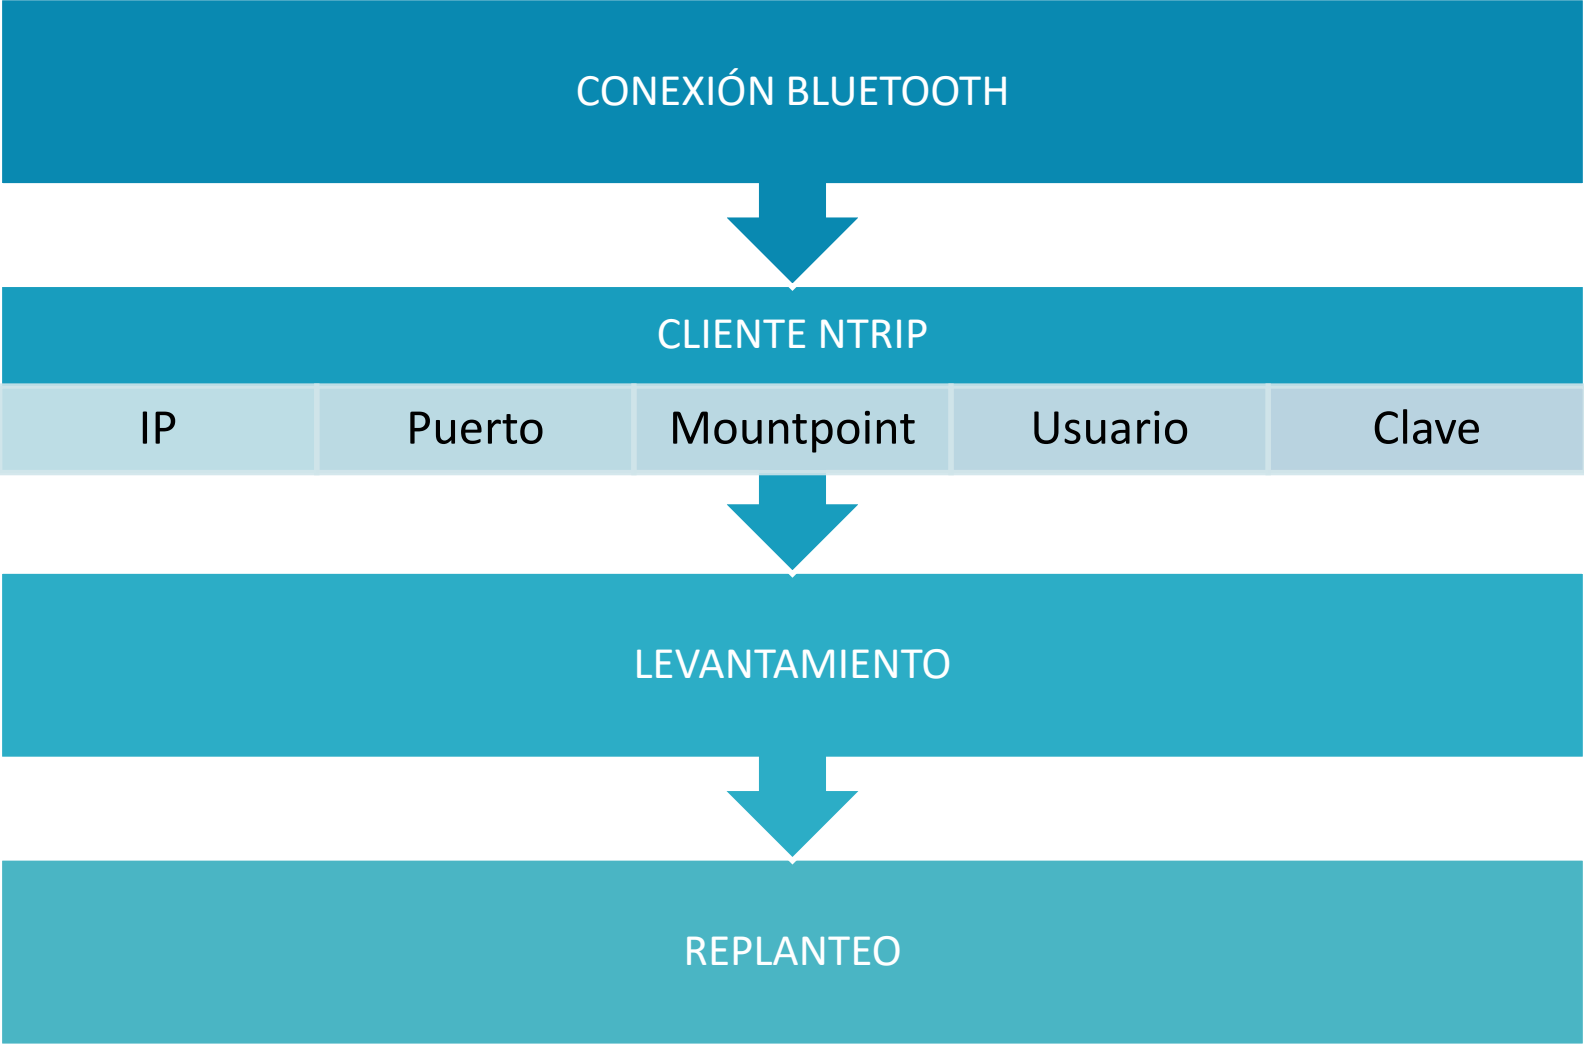 CONEXIÓN BLUETOOTH
CLIENTE NTRIP
IP Puerto Mountpoint Usuario Clave
LEVANTAMIENTO
REPLANTEO